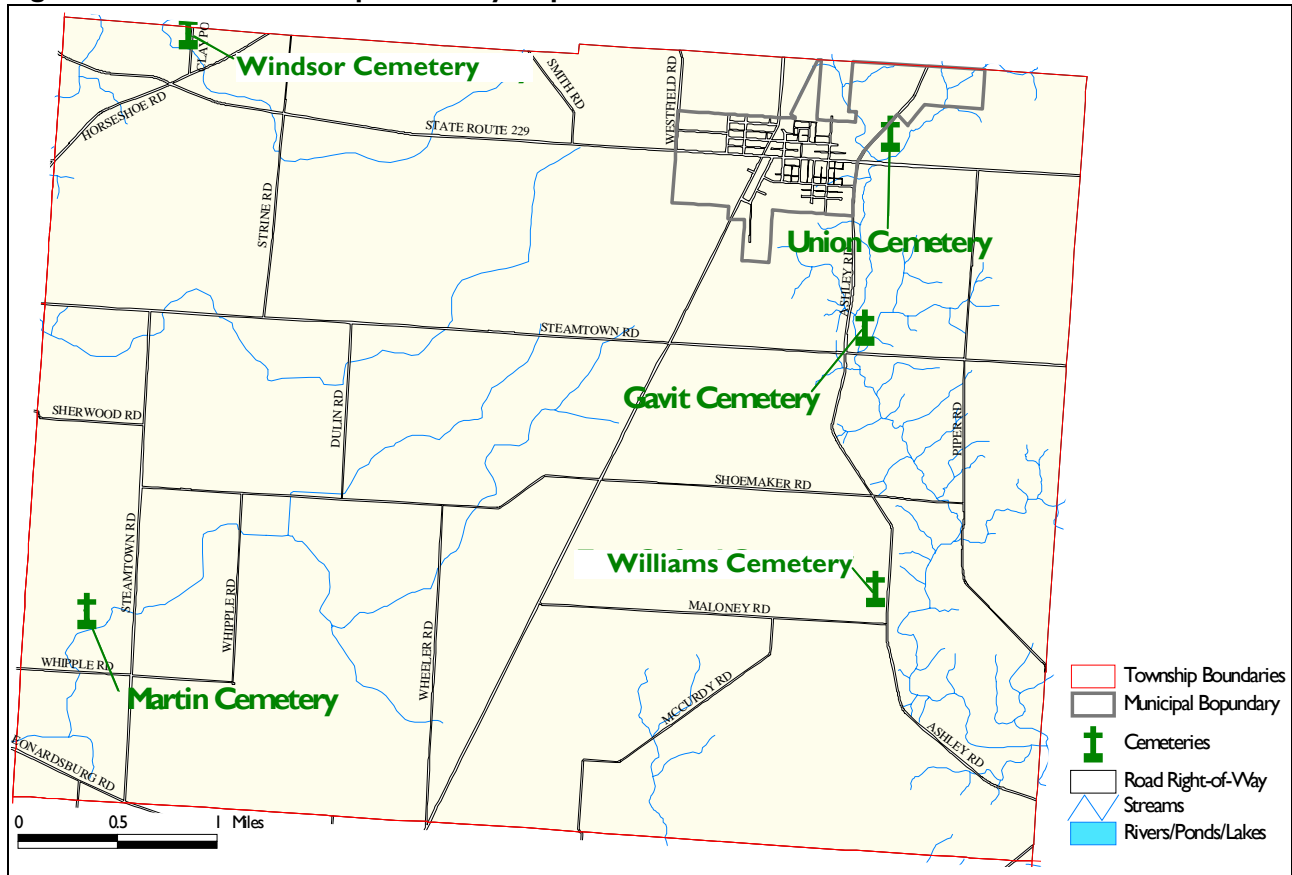 CLAYPO
Windsor Cemetery
HORSESHOE RD
SMITH RD
WESTFIELD RD
STATE ROUTE 229
STRINE RD
Union Cemetery
ASHLEY RD
STEAMTOWN RD
Gavit Cemetery
SHERWOOD RD
DULIN RD
PIPER RD
SHOEMAKER RD
STEAMTOWN RD
WHIPPLE RD
Williams Cemetery
MALONEY RD
WHEELER RD
WHIPPLE RD
Martin Cemetery
MCCURDY RD
ASHLEY RD
EONARDSBURG RD
0 0.5 1 Miles
Township Boundaries
Municipal Bopundary
Cemeteries
Road Right-of-Way
Streams
Rivers/Ponds/Lakes